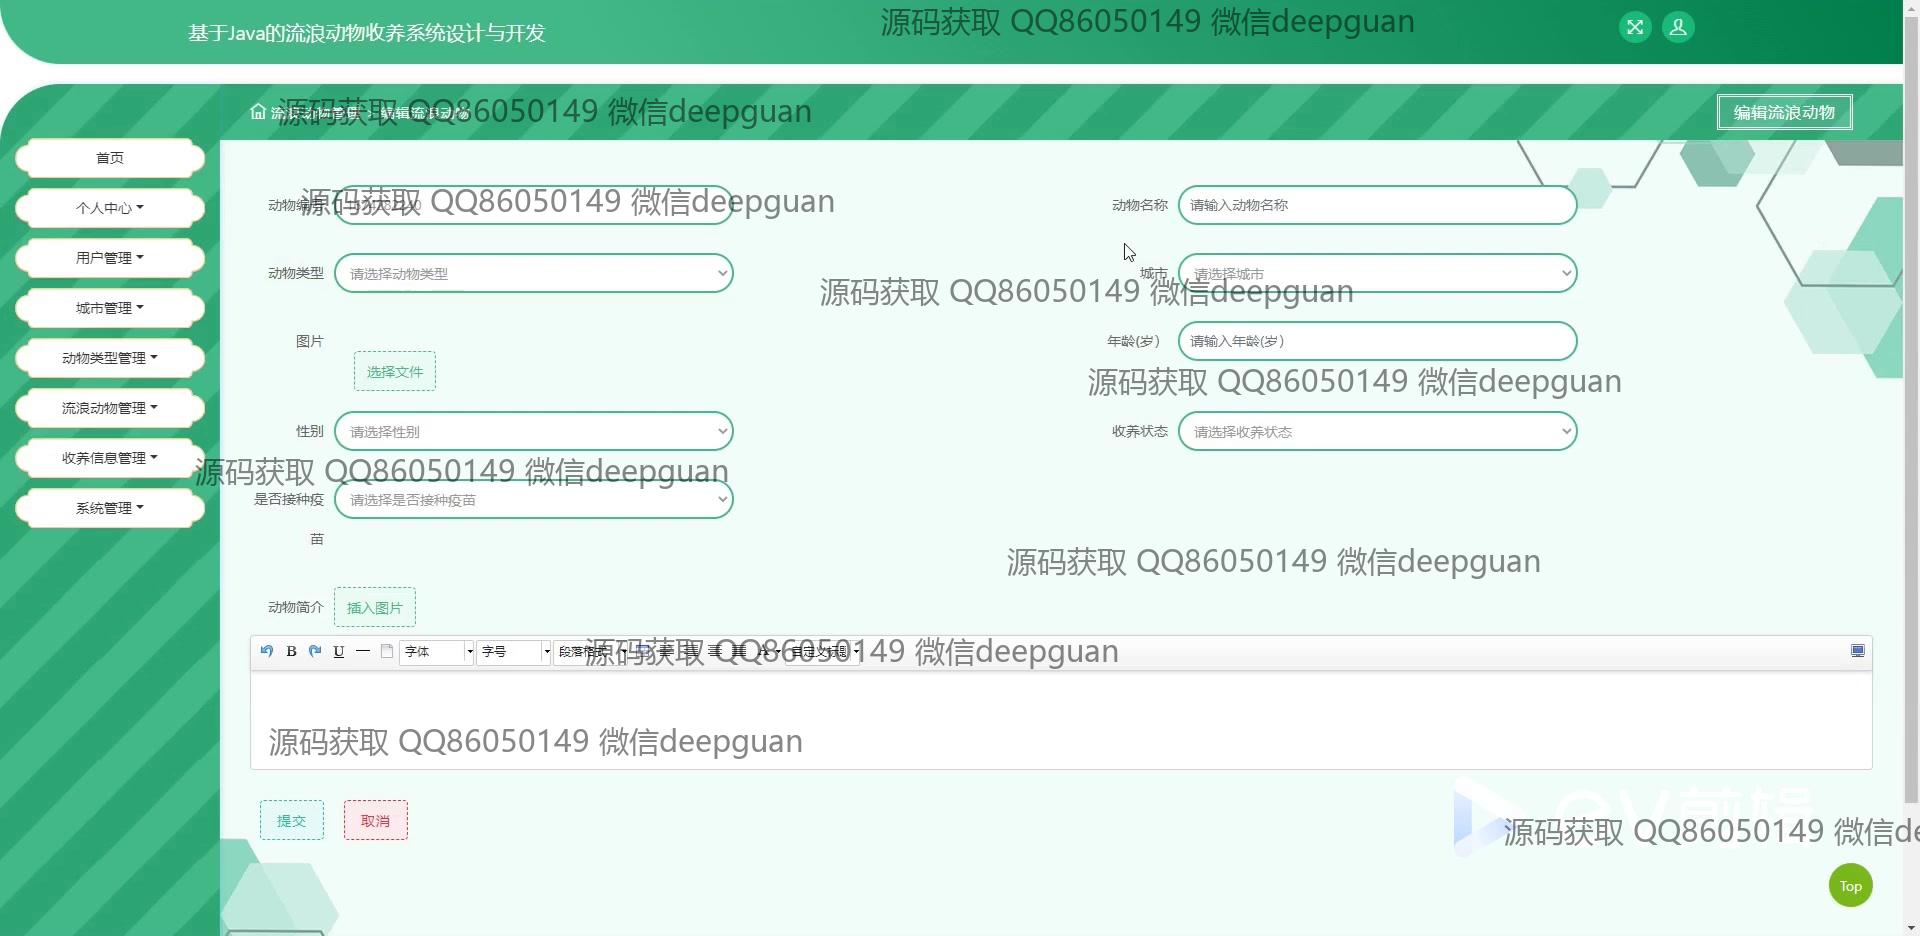 基于Java的流浪动物收养系统设计与开发
源码获取 QQ86050149 微信deepguan
流浪动物管理 编辑流浪动物
源码获取 QQ86050149 微信deepguan
编辑流浪动物
首页
个人中心
用户管理
城市管理
动物类型管理
流浪动物管理
收养信息管理
系统管理
动物编号
源码获取 QQ86050149 微信deepguan
动物名称 请输入动物名称
动物类型 请选择动物类型
城市 请选择城市
源码获取 QQ86050149 微信deepguan
图片
选择文件
年龄(岁) 请输入年龄(岁)
源码获取 QQ86050149 微信deepguan
性别 请选择性别
收养状态 请选择收养状态
源码获取 QQ86050149 微信deepguan
是否接种疫 请选择是否接种疫苗
苗
源码获取 QQ86050149 微信deepguan
动物简介 插入图片
B U 字体 字号 段落格式 自定义标题
源码获取 QQ86050149 微信deepguan
源码获取 QQ86050149 微信deepguan
提交 取消
源码获取 QQ86050149 微信de
Top